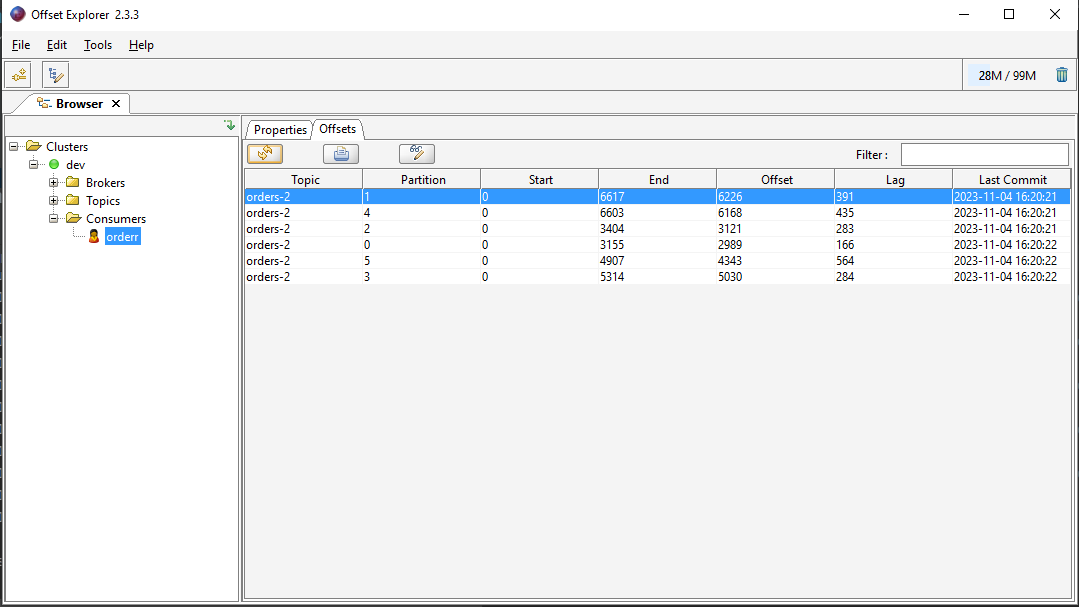 Offset Explorer 2.3.3
File Edit Tools Help
28M / 99M
Browser
Clusters
dev
Brokers
Topics
Consumers
orderr
Properties Offsets
Filter :
Topic Partition Start End Offset Lag Last Commit
orders-2 1 0 6617 6226 391 2023-11-04 16:20:21
orders-2 4 0 6603 6168 435 2023-11-04 16:20:21
orders-2 2 0 3404 3121 283 2023-11-04 16:20:21
orders-2 0 0 3155 2989 166 2023-11-04 16:20:22
orders-2 5 0 4907 4343 564 2023-11-04 16:20:22
orders-2 3 0 5314 5030 284 2023-11-04 16:20:22